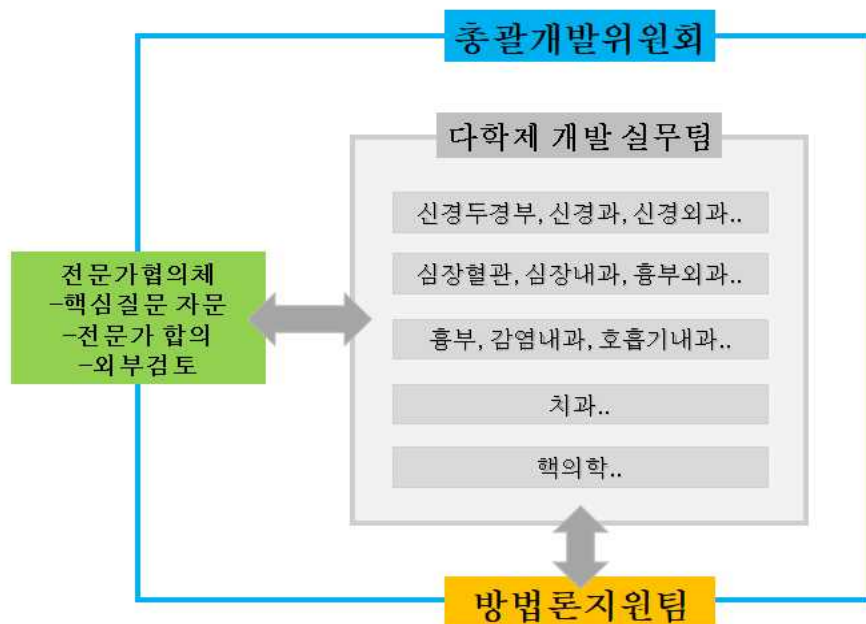 총괄개발위원회
다학제 개발 실무팀
신경두경부, 신경과, 신경외과..
심장혈관, 심장내과, 흉부외과..
흉부, 감염내과, 호흡기내과..
치과..
핵의학..
전문가협의체
-핵심질문 자문
-전문가 합의
-외부검토
방법론지원팀